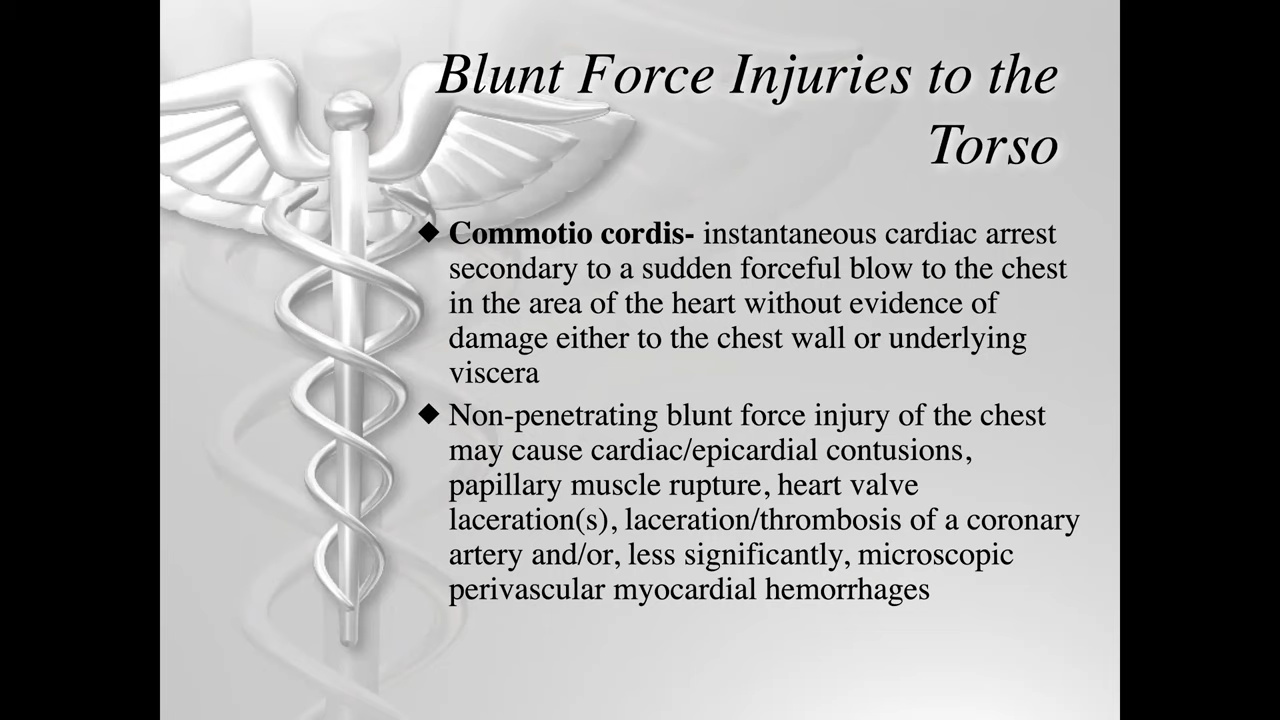 Blunt Force Injuries to the
Torso
◆ Commotio cordis- instantaneous cardiac arrest
secondary to a sudden forceful blow to the chest
in the area of the heart without evidence of
damage either to the chest wall or underlying
viscera
◆ Non-penetrating blunt force injury of the chest
may cause cardiac/epicardial contusions,
papillary muscle rupture, heart valve
laceration(s), laceration/thrombosis of a coronary
artery and/or, less significantly, microscopic
perivascular myocardial hemorrhages